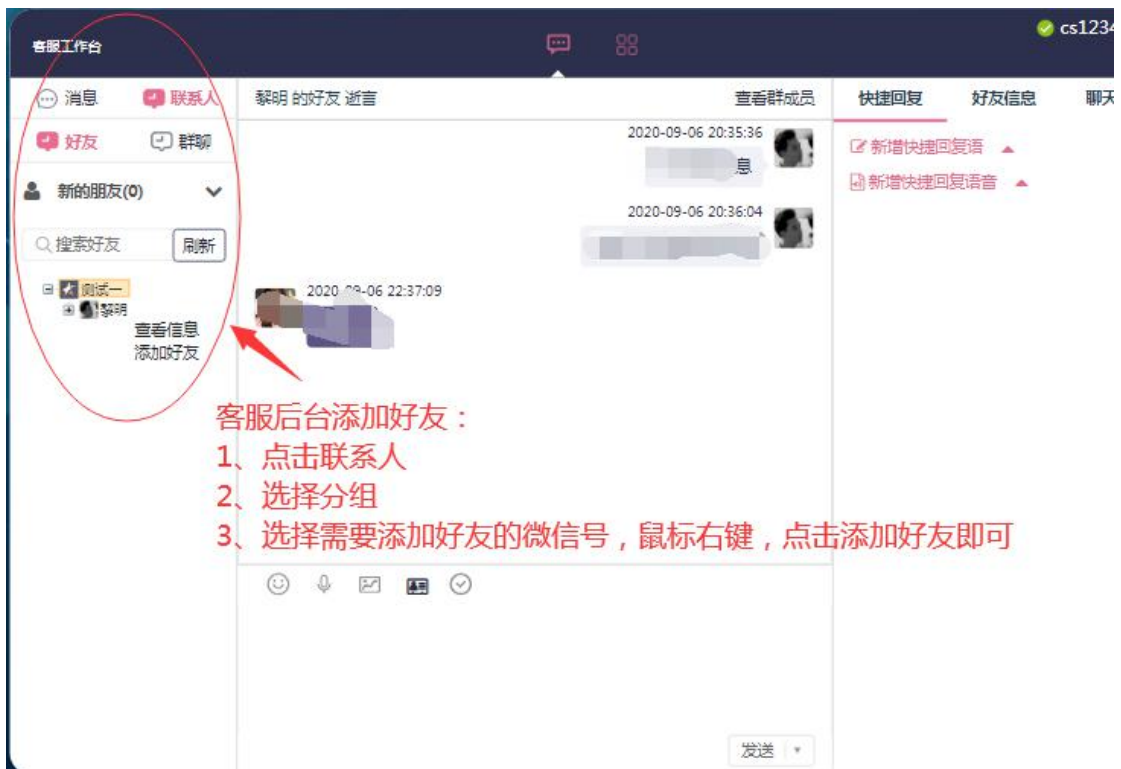 客服工作台
cs1234
消息 联系人
好友 群聊
新的朋友(0)
搜索好友 刷新
测试一
黎明
查看信息
添加好友
黎明 的好友 逝言 查看群成员
2020-09-06 20:35:36
息
2020-09-06 20:36:04
2020-09-06 22:37:09
客服后台添加好友：
1、点击联系人
2、选择分组
3、选择需要添加好友的微信号，鼠标右键，点击添加好友即可
发送
快捷回复 好友信息 聊天
新增快捷回复语
新增快捷回复语音